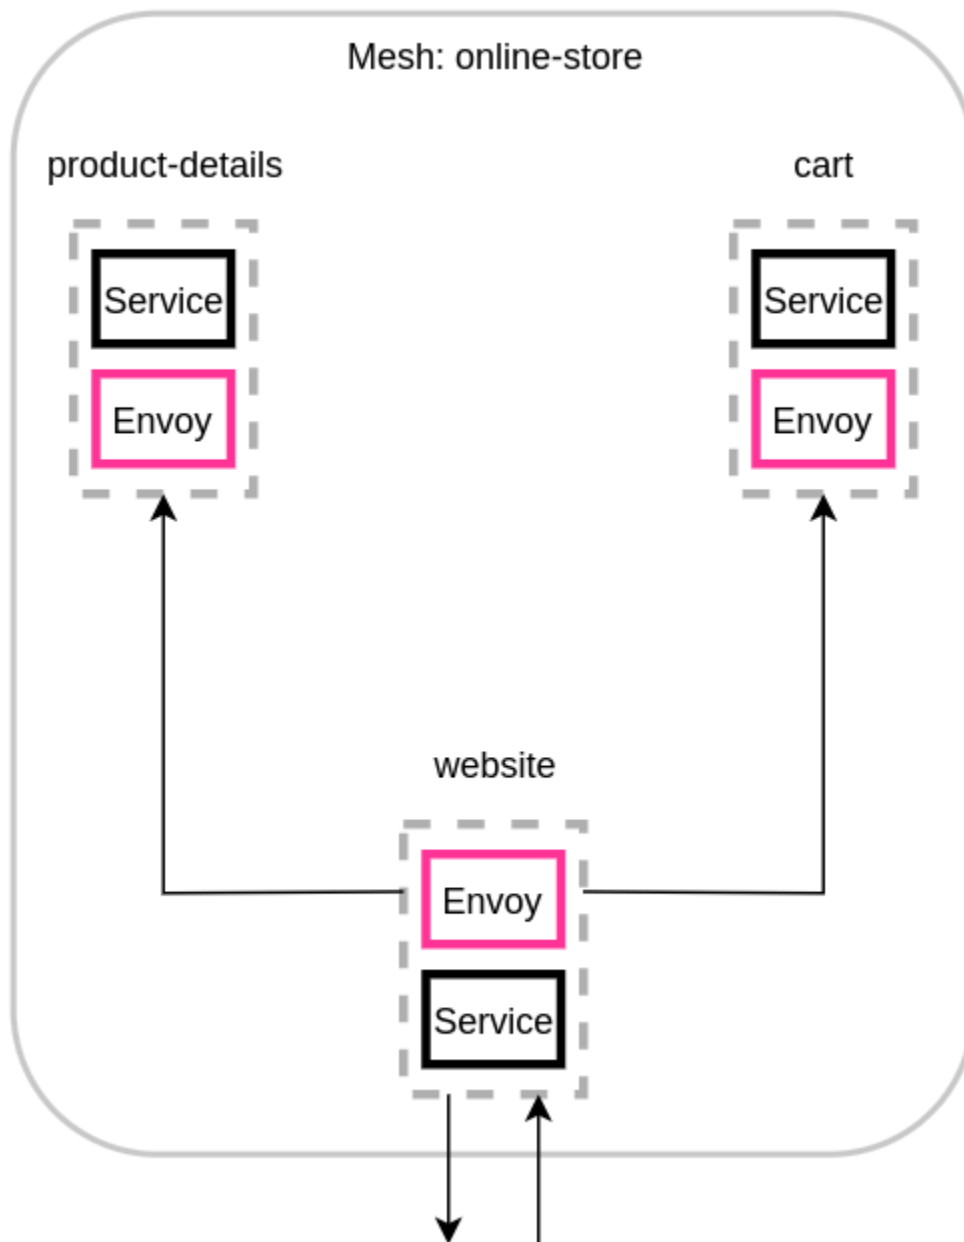 Mesh: online-store
product-details
cart
Service
Service
Envoy
Envoy
website
Envoy
Service